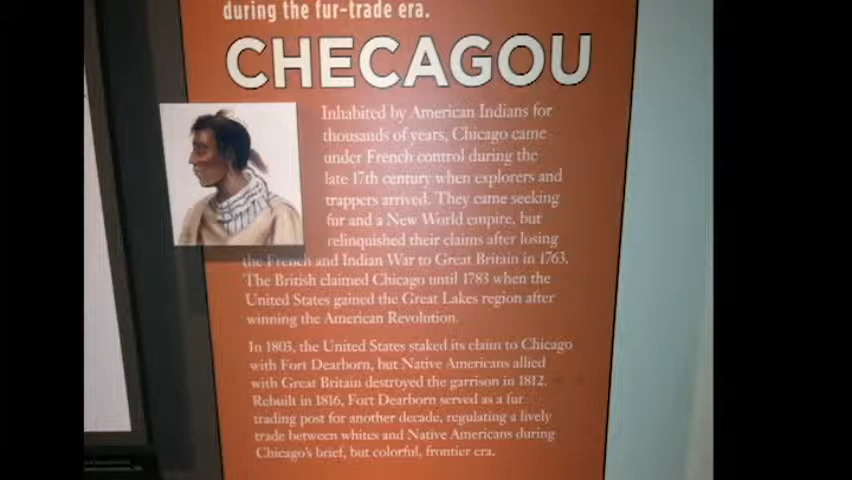 during the fur-trade era.
CHECAGOU
Inhabited by American Indians for
thousands of years, Chicago came
under French control during the
late 17th century when explorers and
trappers arrived. They came seeking
fur and a New World empire, but
relinquished their claims after losing
the French and Indian War to Great Britain in 1763.
The British claimed Chicago until 1783 when the
United States gained the Great Lakes region after
winning the American Revolution.
In 1803, the United States staked its claim to Chicago
with Fort Dearborn, but Native Americans allied
with Great Britain destroyed the garrison in 1812.
Rebuilt in 1816, Fort Dearborn served as a fur
trading post for another decade, regulating a lively
trade between whites and Native Americans during
Chicago's brief, but colorful, frontier era.